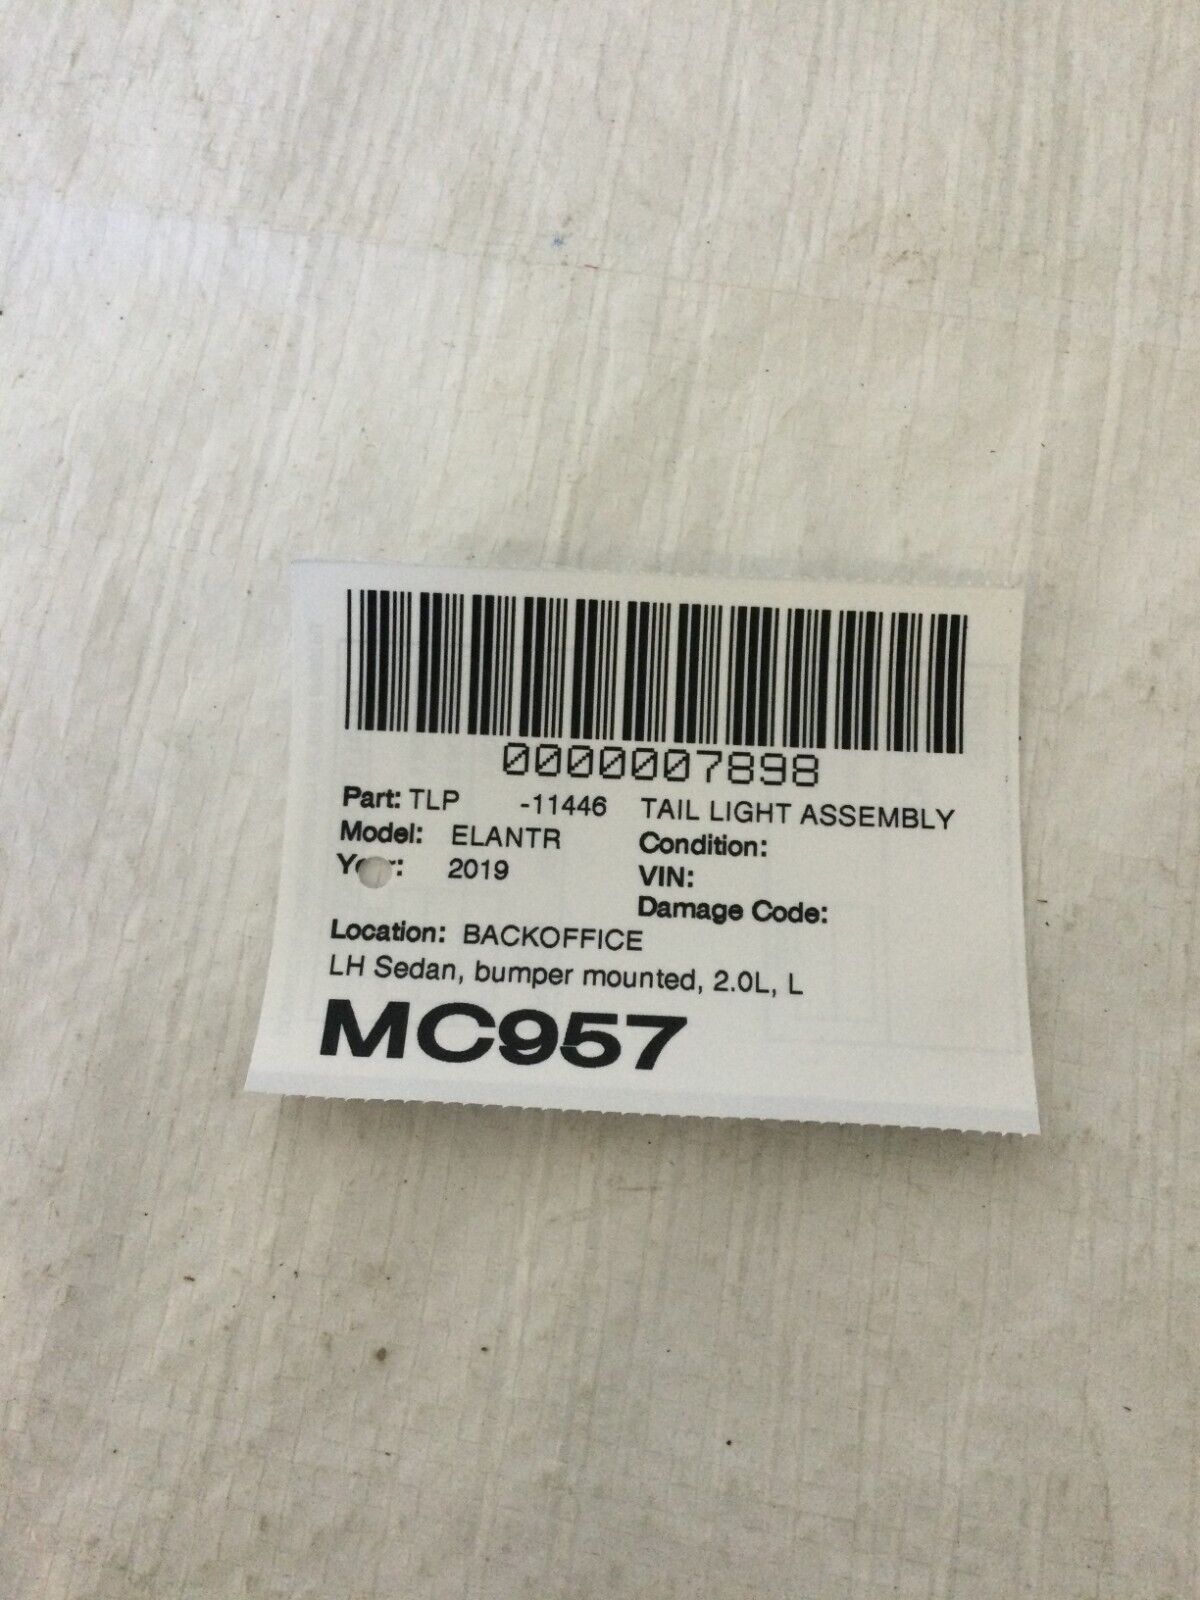 0000007898
Part: TLP -11446 TAIL LIGHT ASSEMBLY
Model: ELANTR Condition:
Year: 2019 VIN:
Damage Code:
Location: BACKOFFICE
LH Sedan, bumper mounted, 2.0L, L
MC957